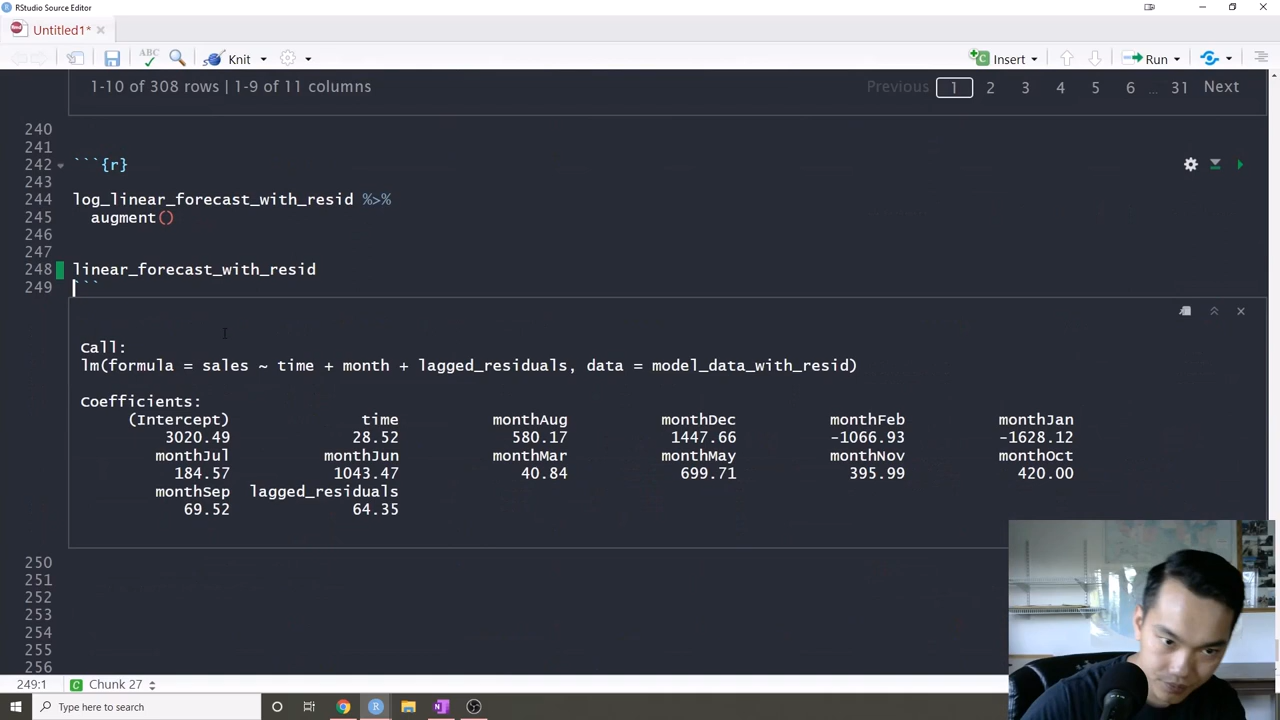 RStudio Source Editor
Untitled1*
ABC
Knit
Insert
Run
1-10 of 308 rows | 1-9 of 11 columns
Previous 1 2 3 4 5 6 ... 31 Next
240
241
242 ```{r}
243
244 log_linear_forecast_with_resid %>%
245 augment()
246
247
248 linear_forecast_with_resid
249 ```
Call:
lm(formula = sales ~ time + month + lagged_residuals, data = model_data_with_resid)
Coefficients:
(Intercept) time monthAug monthDec monthFeb monthJan
3020.49 28.52 580.17 1447.66 -1066.93 -1628.12
monthJul monthJun monthMar monthMay monthNov monthOct
184.57 1043.47 40.84 699.71 395.99 420.00
monthSep lagged_residuals
69.52 64.35
250
251
252
253
254
255
256
249:1 C Chunk 27
Type here to search